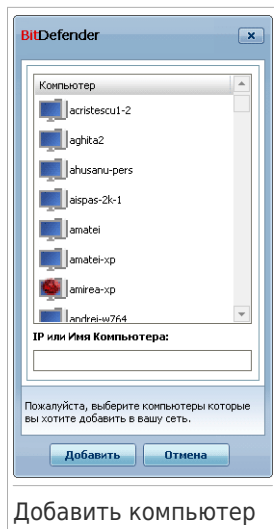 BitDefender
Компьютер
acristescu1-2
aghita2
ahusanu-pers
aispas-2k-1
amatei
amatei-xp
amirea-xp
andrei-w764
IP или Имя Компьютера:
Пожалуйста, выберите компьютеры которые
вы хотите добавить в вашу сеть.
Добавить Отмена
Добавить компьютер